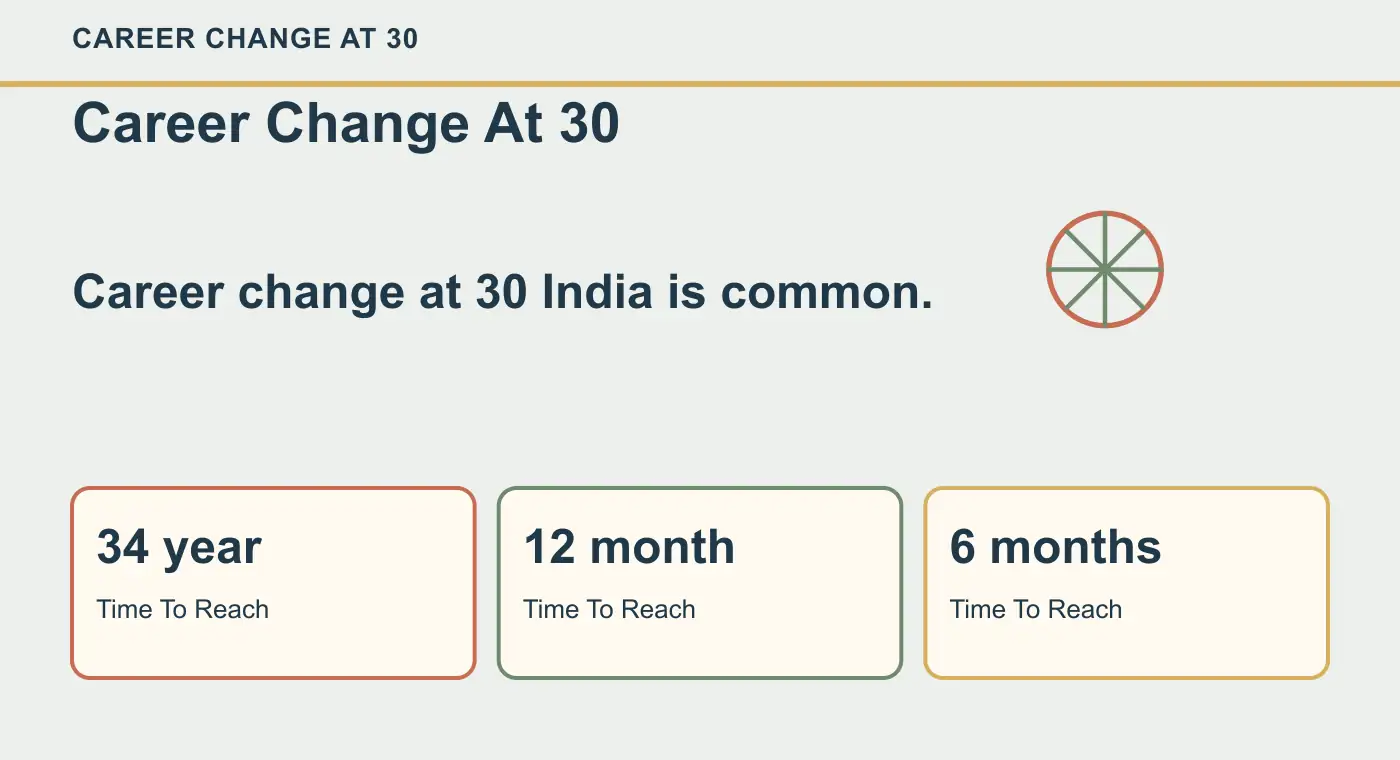 CAREER CHANGE AT 30
Career Change At 30
Career change at 30 India is common.
34 year
Time To Reach
12 month
Time To Reach
6 months
Time To Reach